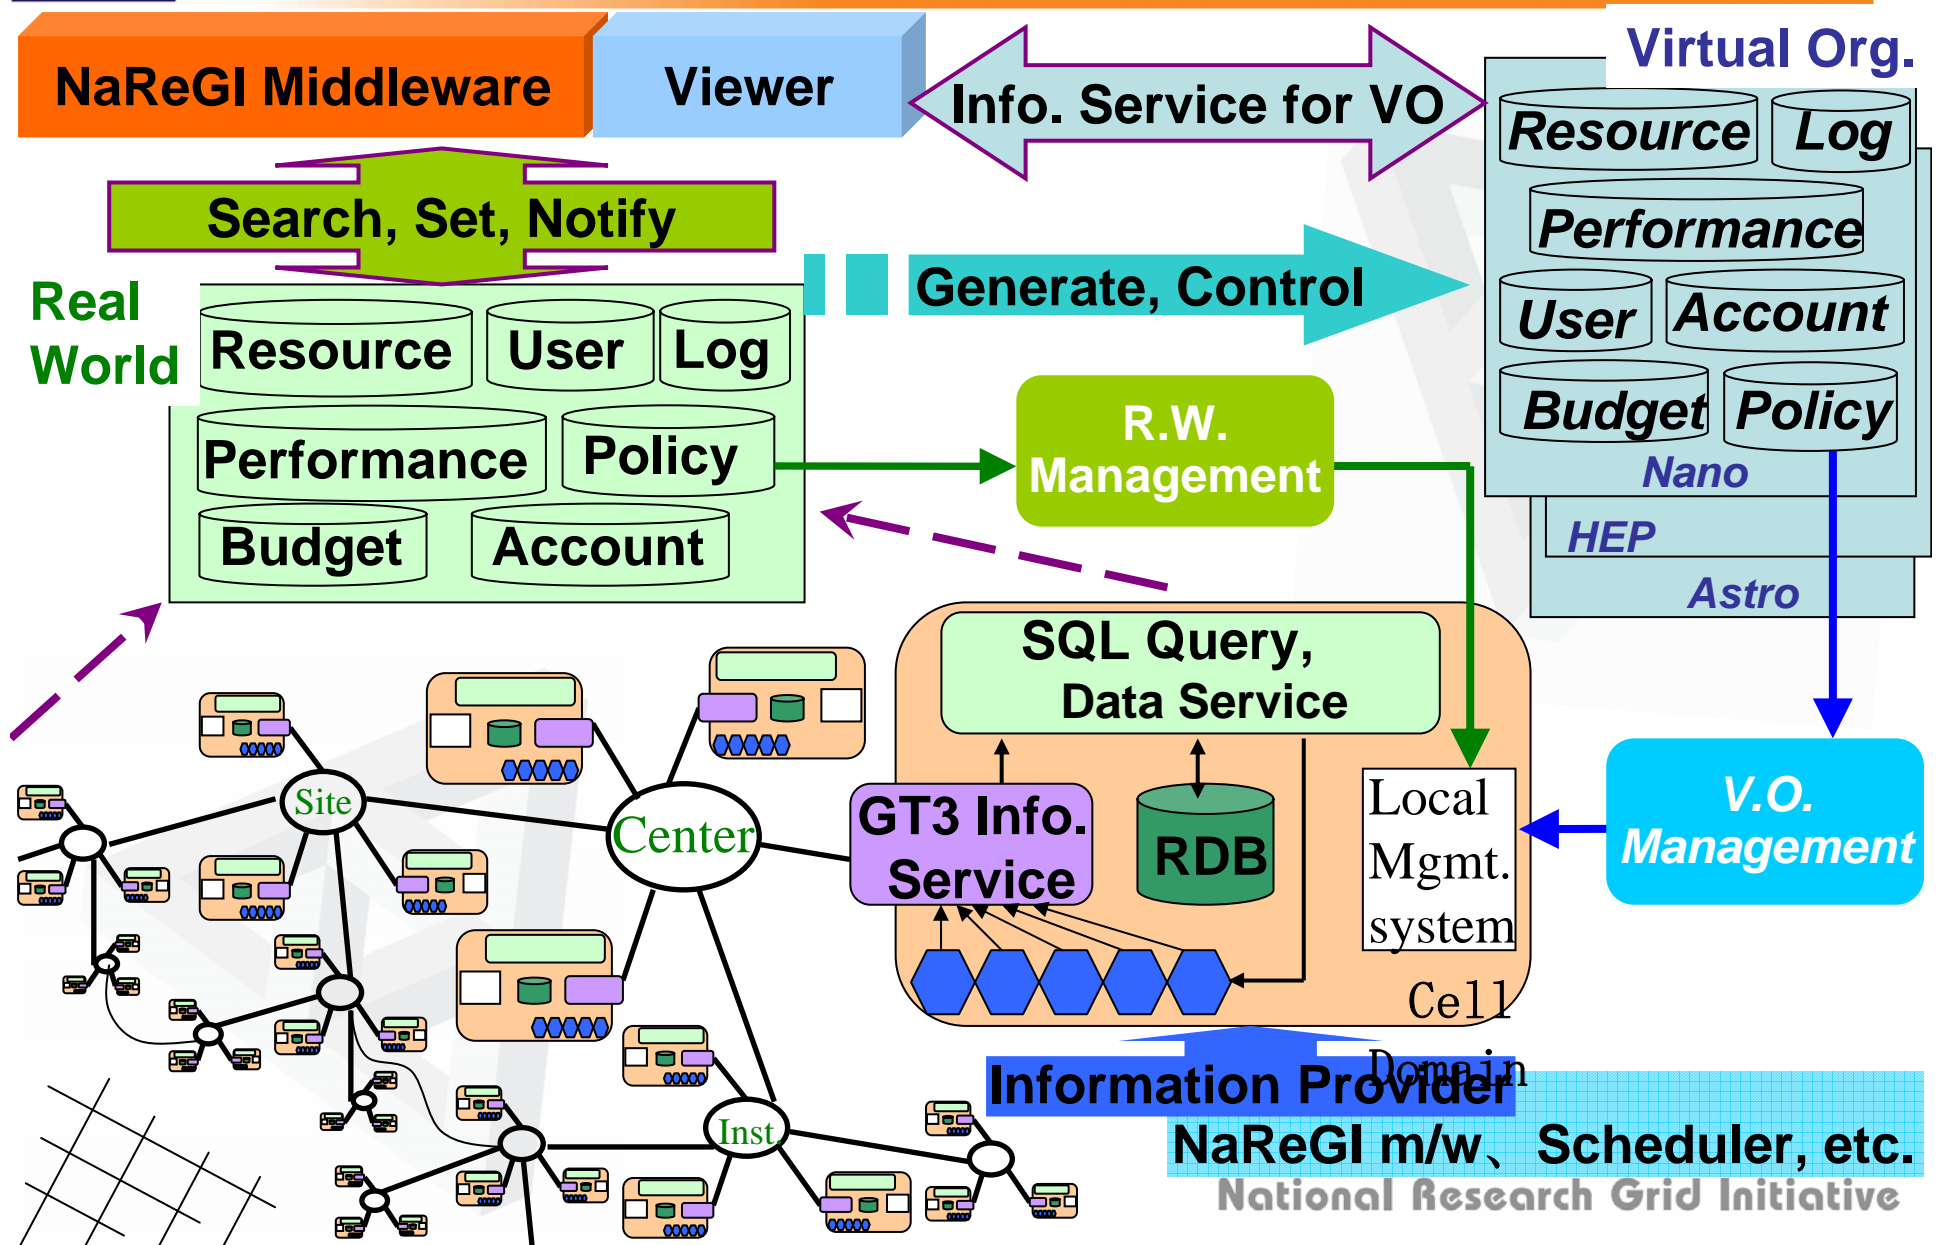 NaReGI Middleware
Viewer
Info. Service for VO
Virtual Org.
Resource
Log
Performance
User
Account
Budget
Policy
Nano
HEP
Astro
Search, Set, Notify
Generate, Control
Real
World
Resource
User
Log
Performance
Policy
Budget
Account
R.W.
Management
SQL Query,
Data Service
GT3 Info.
Service
RDB
Local
Mgmt.
system
Cell
Domain
V.O.
Management
Site
Center
Inst.
Information Provider
NaReGI m/w、Scheduler, etc.
National Research Grid Initiative